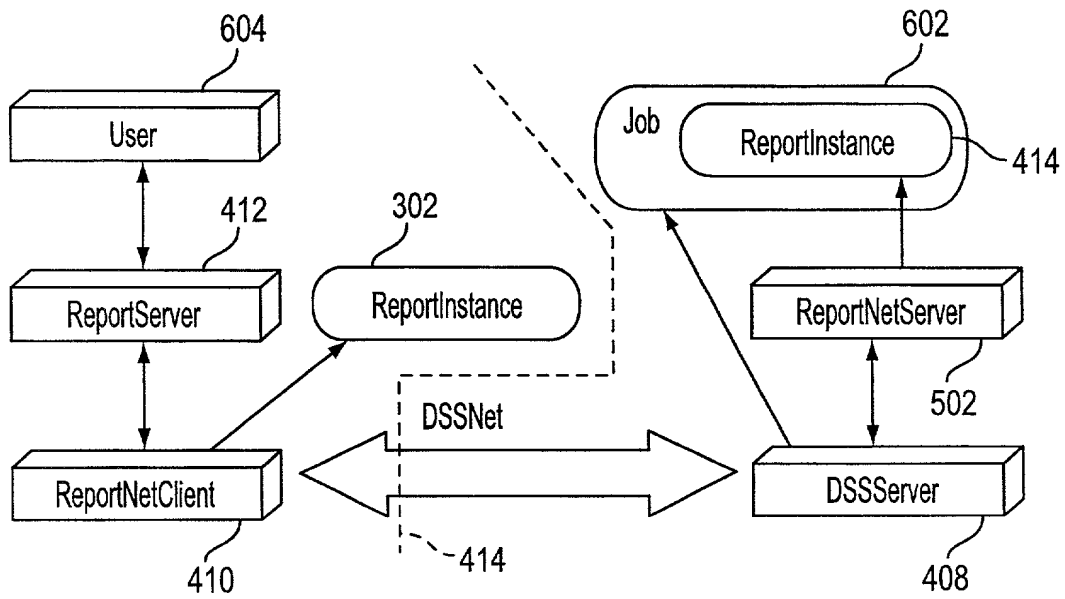 604
User
602
Job
ReportInstance
414
412
ReportServer
302
ReportInstance
ReportNetServer
502
DSSNet
ReportNetClient
410
414
DSSServer
408